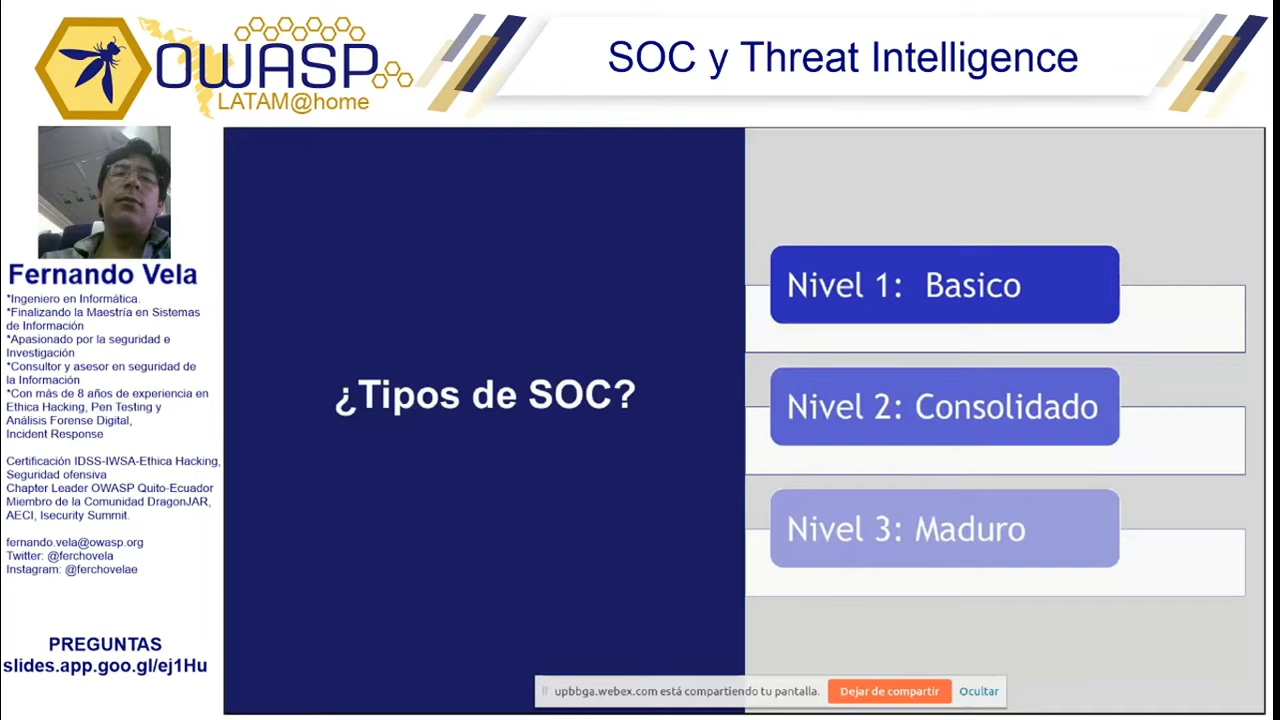 OWASP
LATAM@home
SOC y Threat Intelligence
Fernando Vela
*Ingeniero en Informática.
*Finalizando la Maestría en Sistemas
de Información
*Apasionado por la seguridad e
Investigación
*Consultor y asesor en seguridad de
la Información
*Con más de 8 años de experiencia en
Ethica Hacking, Pen Testing y
Análisis Forense Digital,
Incident Response
Certificación IDSS-IWSA-Ethica Hacking,
Seguridad ofensiva
Chapter Leader OWASP Quito-Ecuador
Miembro de la Comunidad DragonJAR,
AECI, Isecurity Summit.
fernando.vela@owasp.org
Twitter: @ferchovela
Instagram: @ferchovelae
PREGUNTAS
slides.app.goo.gl/ej1Hu
¿Tipos de SOC?
Nivel 1: Basico
Nivel 2: Consolidado
Nivel 3: Maduro
upbbga.webex.com está compartiendo tu pantalla.
Dejar de compartir
Ocultar